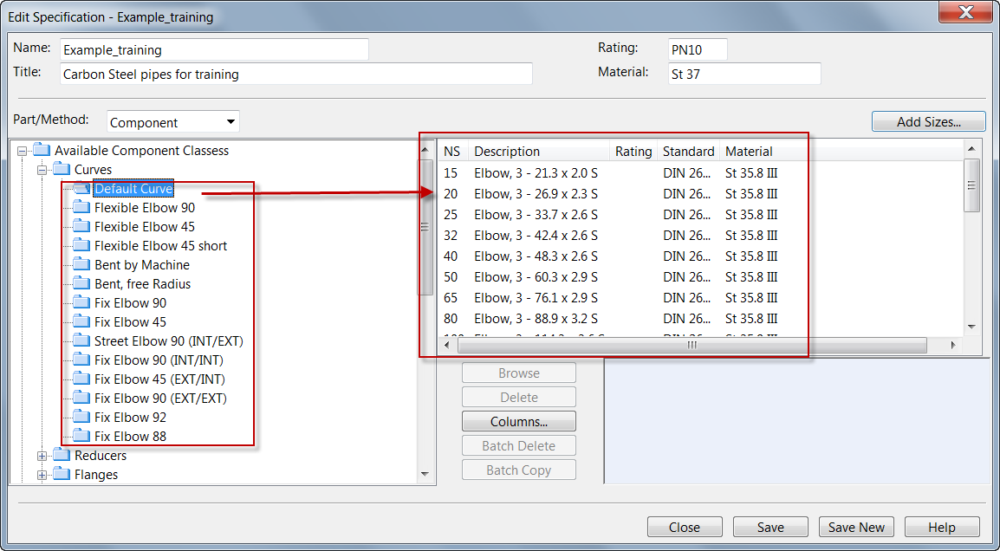 Edit Specification - Example_training
Name: Example_training
Rating: PN10
Title: Carbon Steel pipes for training
Material: St 37
Part/Method: Component
Add Sizes...
Available Component Classess
Curves
Default Curve
Flexible Elbow 90
Flexible Elbow 45
Flexible Elbow 45 short
Bent by Machine
Bent, free Radius
Fix Elbow 90
Fix Elbow 45
Street Elbow 90 (INT/EXT)
Fix Elbow 90 (INT/INT)
Fix Elbow 45 (EXT/INT)
Fix Elbow 90 (EXT/EXT)
Fix Elbow 92
Fix Elbow 88
Reducers
Flanges
NS Description Rating Standard Material
15 Elbow, 3 - 21.3 x 2.0 S DIN 26... St 35.8 III
20 Elbow, 3 - 26.9 x 2.3 S DIN 26... St 35.8 III
25 Elbow, 3 - 33.7 x 2.6 S DIN 26... St 35.8 III
32 Elbow, 3 - 42.4 x 2.6 S DIN 26... St 35.8 III
40 Elbow, 3 - 48.3 x 2.6 S DIN 26... St 35.8 III
50 Elbow, 3 - 60.3 x 2.9 S DIN 26... St 35.8 III
65 Elbow, 3 - 76.1 x 2.9 S DIN 26... St 35.8 III
80 Elbow, 3 - 88.9 x 3.2 S DIN 26... St 35.8 III
Browse
Delete
Columns...
Batch Delete
Batch Copy
Close
Save
Save New
Help